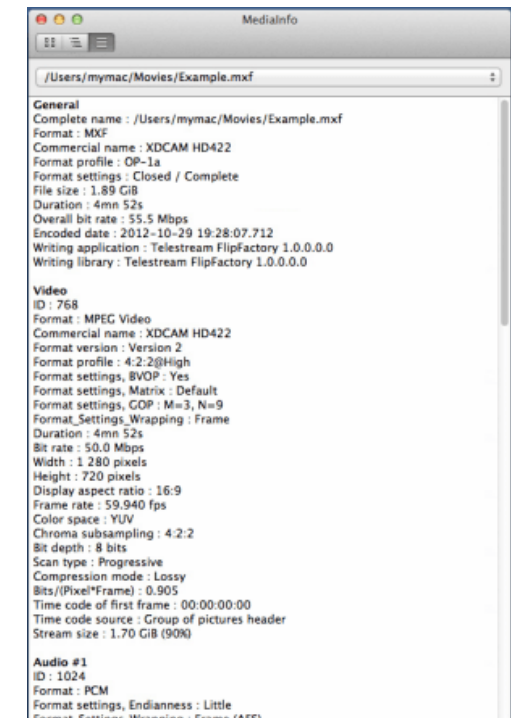 MediaInfo
/Users/mymac/Movies/Example.mxf
General
Complete name : /Users/mymac/Movies/Example.mxf
Format : MXF
Commercial name : XDCAM HD422
Format profile : OP-1a
Format settings : Closed / Complete
File size : 1.89 GiB
Duration : 4mn 52s
Overall bit rate : 55.5 Mbps
Encoded date : 2012-10-29 19:28:07.712
Writing application : Telestream FlipFactory 1.0.0.0.0
Writing library : Telestream FlipFactory 1.0.0.0.0
Video
ID : 768
Format : MPEG Video
Commercial name : XDCAM HD422
Format version : Version 2
Format profile : 4:2:2@High
Format settings, BVOP : Yes
Format settings, Matrix : Default
Format settings, GOP : M=3, N=9
Format_Settings_Wrapping : Frame
Duration : 4mn 52s
Bit rate : 50.0 Mbps
Width : 1 280 pixels
Height : 720 pixels
Display aspect ratio : 16:9
Frame rate : 59.940 fps
Color space : YUV
Chroma subsampling : 4:2:2
Bit depth : 8 bits
Scan type : Progressive
Compression mode : Lossy
Bits/(Pixel*Frame) : 0.905
Time code of first frame : 00:00:00:00
Time code source : Group of pictures header
Stream size : 1.70 GiB (90%)
Audio #1
ID : 1024
Format : PCM
Format settings, Endianness : Little
Format_Settings_Wrapping : Frame (AES)